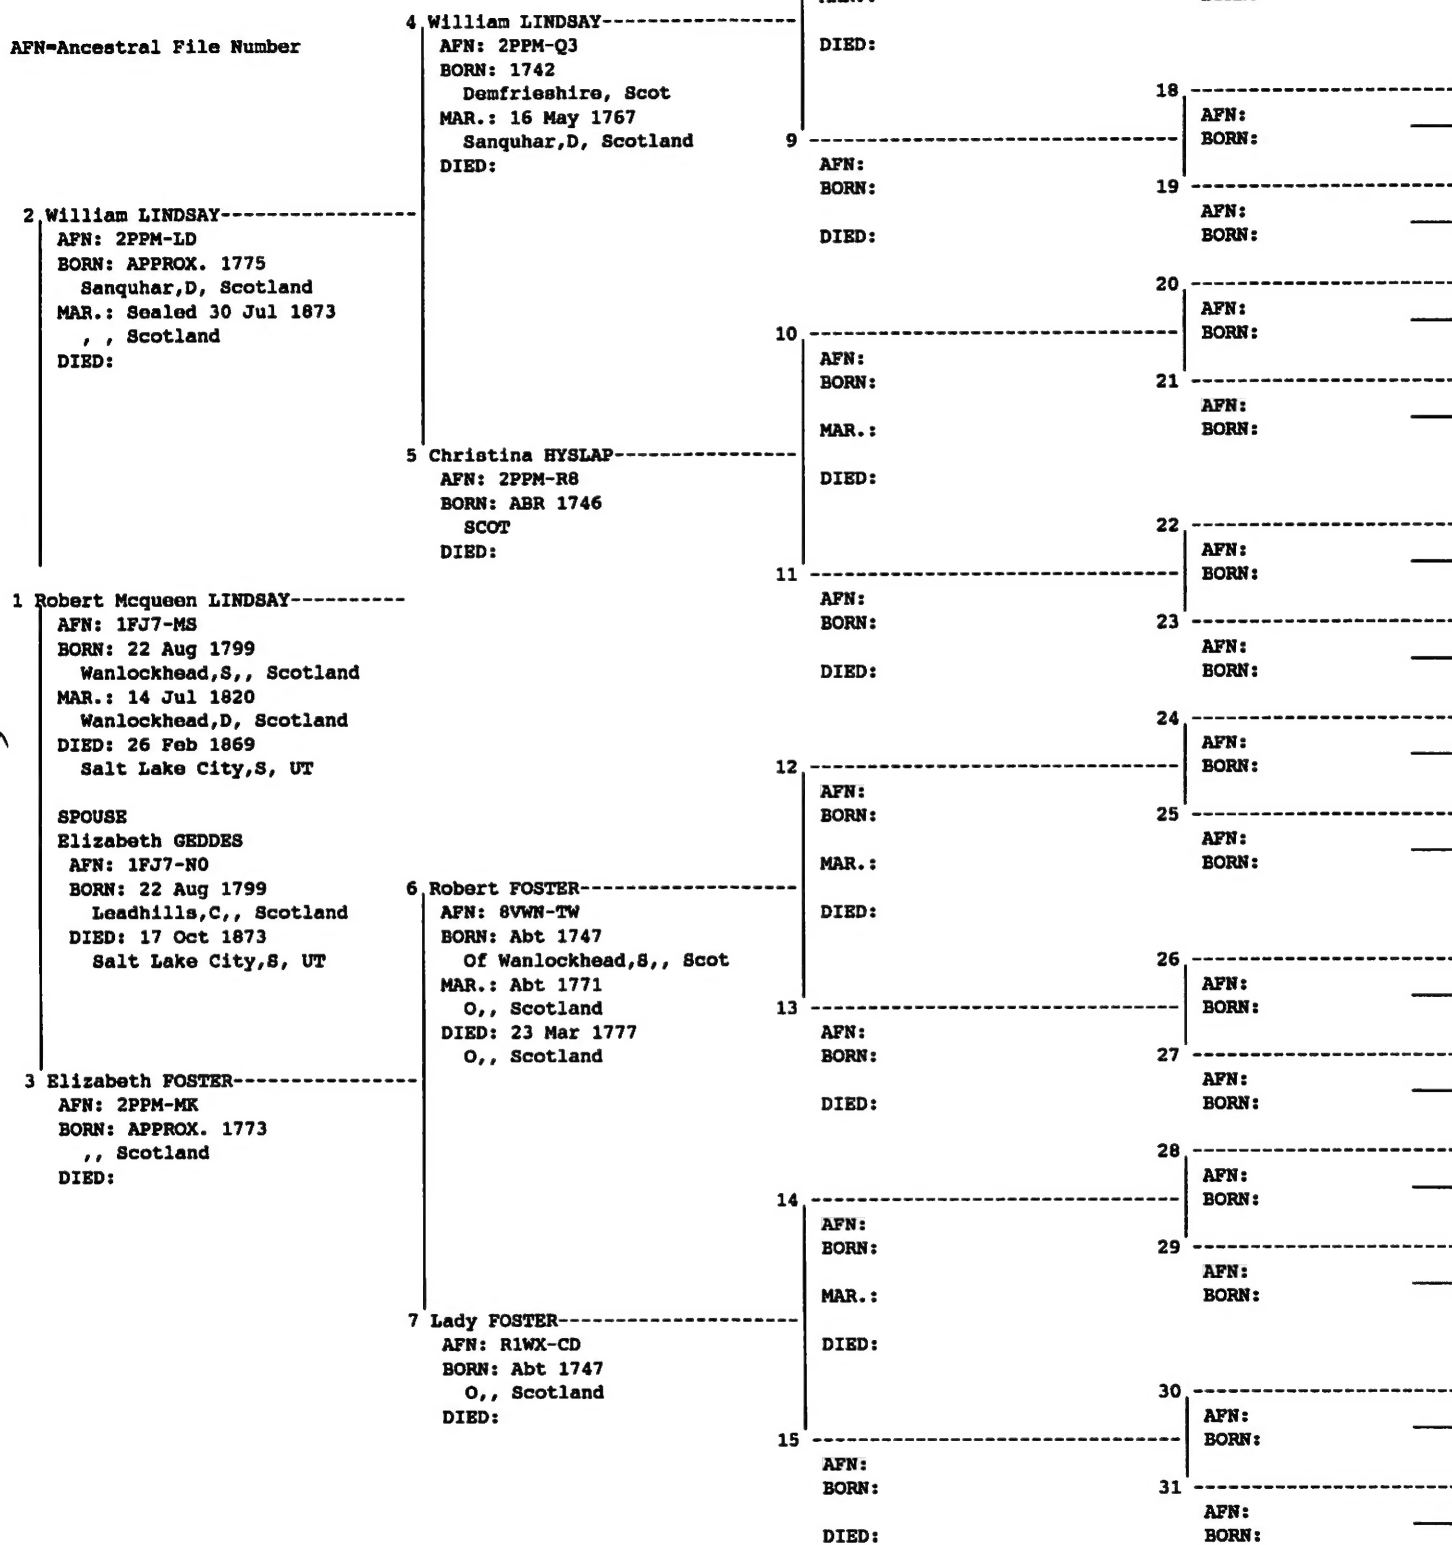 AFN=Ancestral File Number
2 William LINDSAY
AFN: 2PPM-LD
BORN: APPROX. 1775
Sanquhar,D, Scotland
MAR.: Sealed 30 Jul 1873
, , Scotland
DIED:
1 Robert Mcqueen LINDSAY
AFN: 1FJ7-MS
BORN: 22 Aug 1799
Wanlockhead,S,, Scotland
MAR.: 14 Jul 1820
Wanlockhead,D, Scotland
DIED: 26 Feb 1869
Salt Lake City,S, UT
SPOUSE
Elizabeth GEDDES
AFN: 1FJ7-N0
BORN: 22 Aug 1799
Leadhills,C,, Scotland
DIED: 17 Oct 1873
Salt Lake City,S, UT
3 Elizabeth FOSTER
AFN: 2PPM-MK
BORN: APPROX. 1773
,, Scotland
DIED:
4 William LINDSAY
AFN: 2PPM-Q3
BORN: 1742
Demfrieshire, Scot
MAR.: 16 May 1767
Sanquhar,D, Scotland
DIED:
5 Christina HYSLAP
AFN: 2PPM-R8
BORN: ABR 1746
SCOT
DIED:
6 Robert FOSTER
AFN: 8VWN-TW
BORN: Abt 1747
Of Wanlockhead,S,, Scot
MAR.: Abt 1771
O,, Scotland
DIED: 23 Mar 1777
O,, Scotland
7 Lady FOSTER
AFN: R1WX-CD
BORN: Abt 1747
O,, Scotland
DIED:
DIED:
9
AFN:
BORN:
DIED:
10
AFN:
BORN:
MAR.:
DIED:
11
AFN:
BORN:
DIED:
12
AFN:
BORN:
MAR.:
DIED:
13
AFN:
BORN:
DIED:
14
AFN:
BORN:
MAR.:
DIED:
15
AFN:
BORN:
DIED:
18
AFN:
BORN:
19
AFN:
BORN:
20
AFN:
BORN:
21
AFN:
BORN:
22
AFN:
BORN:
23
AFN:
BORN:
24
AFN:
BORN:
25
AFN:
BORN:
26
AFN:
BORN:
27
AFN:
BORN:
28
AFN:
BORN:
29
AFN:
BORN:
30
AFN:
BORN:
31
AFN:
BORN: